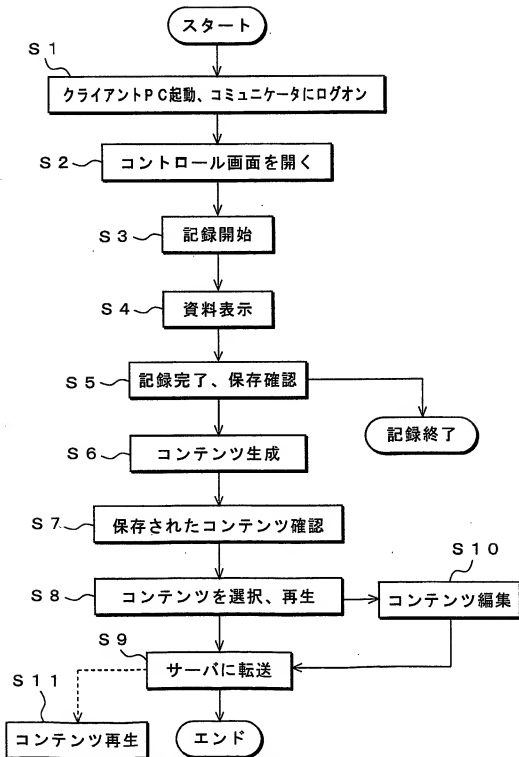 スタート
S1
クライアントPC起動、コミュニケータにログオン
S2
コントロール画面を開く
S3
記録開始
S4
資料表示
S5
記録完了、保存確認
記録終了
S6
コンテンツ生成
S7
保存されたコンテンツ確認
S10
S8
コンテンツを選択、再生
コンテンツ編集
S9
サーバに転送
S11
コンテンツ再生
エンド